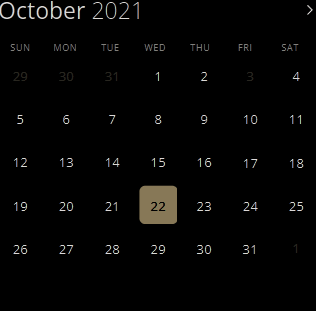 October 2021
SUN MON TUE WED THU FRI SAT
29 30 31 1 2 3 4
5 6 7 8 9 10 11
12 13 14 15 16 17 18
19 20 21 22 23 24 25
26 27 28 29 30 31 1